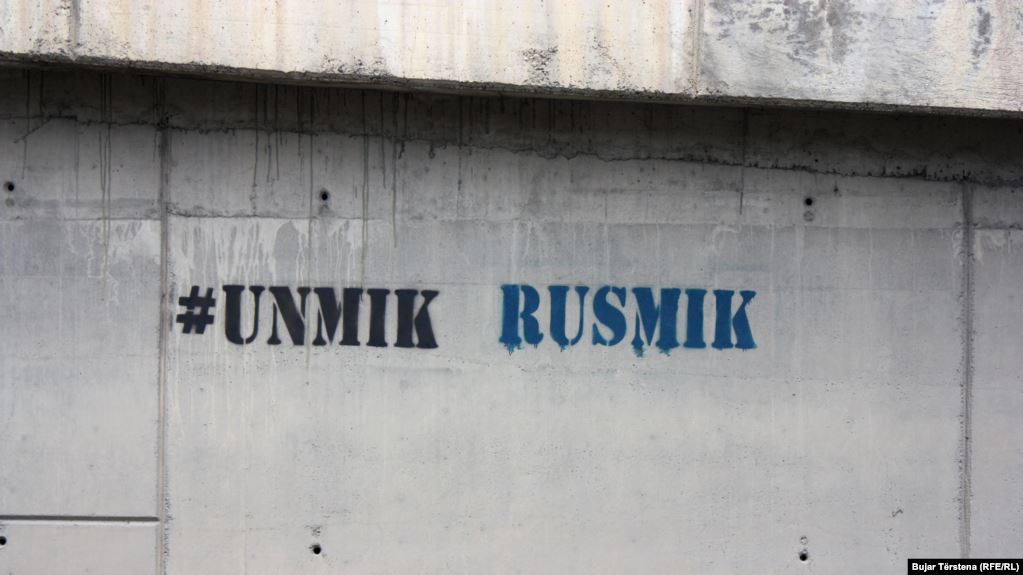 #UNMIK RUSMIK
Bujar Tërstena (RFE/RL)